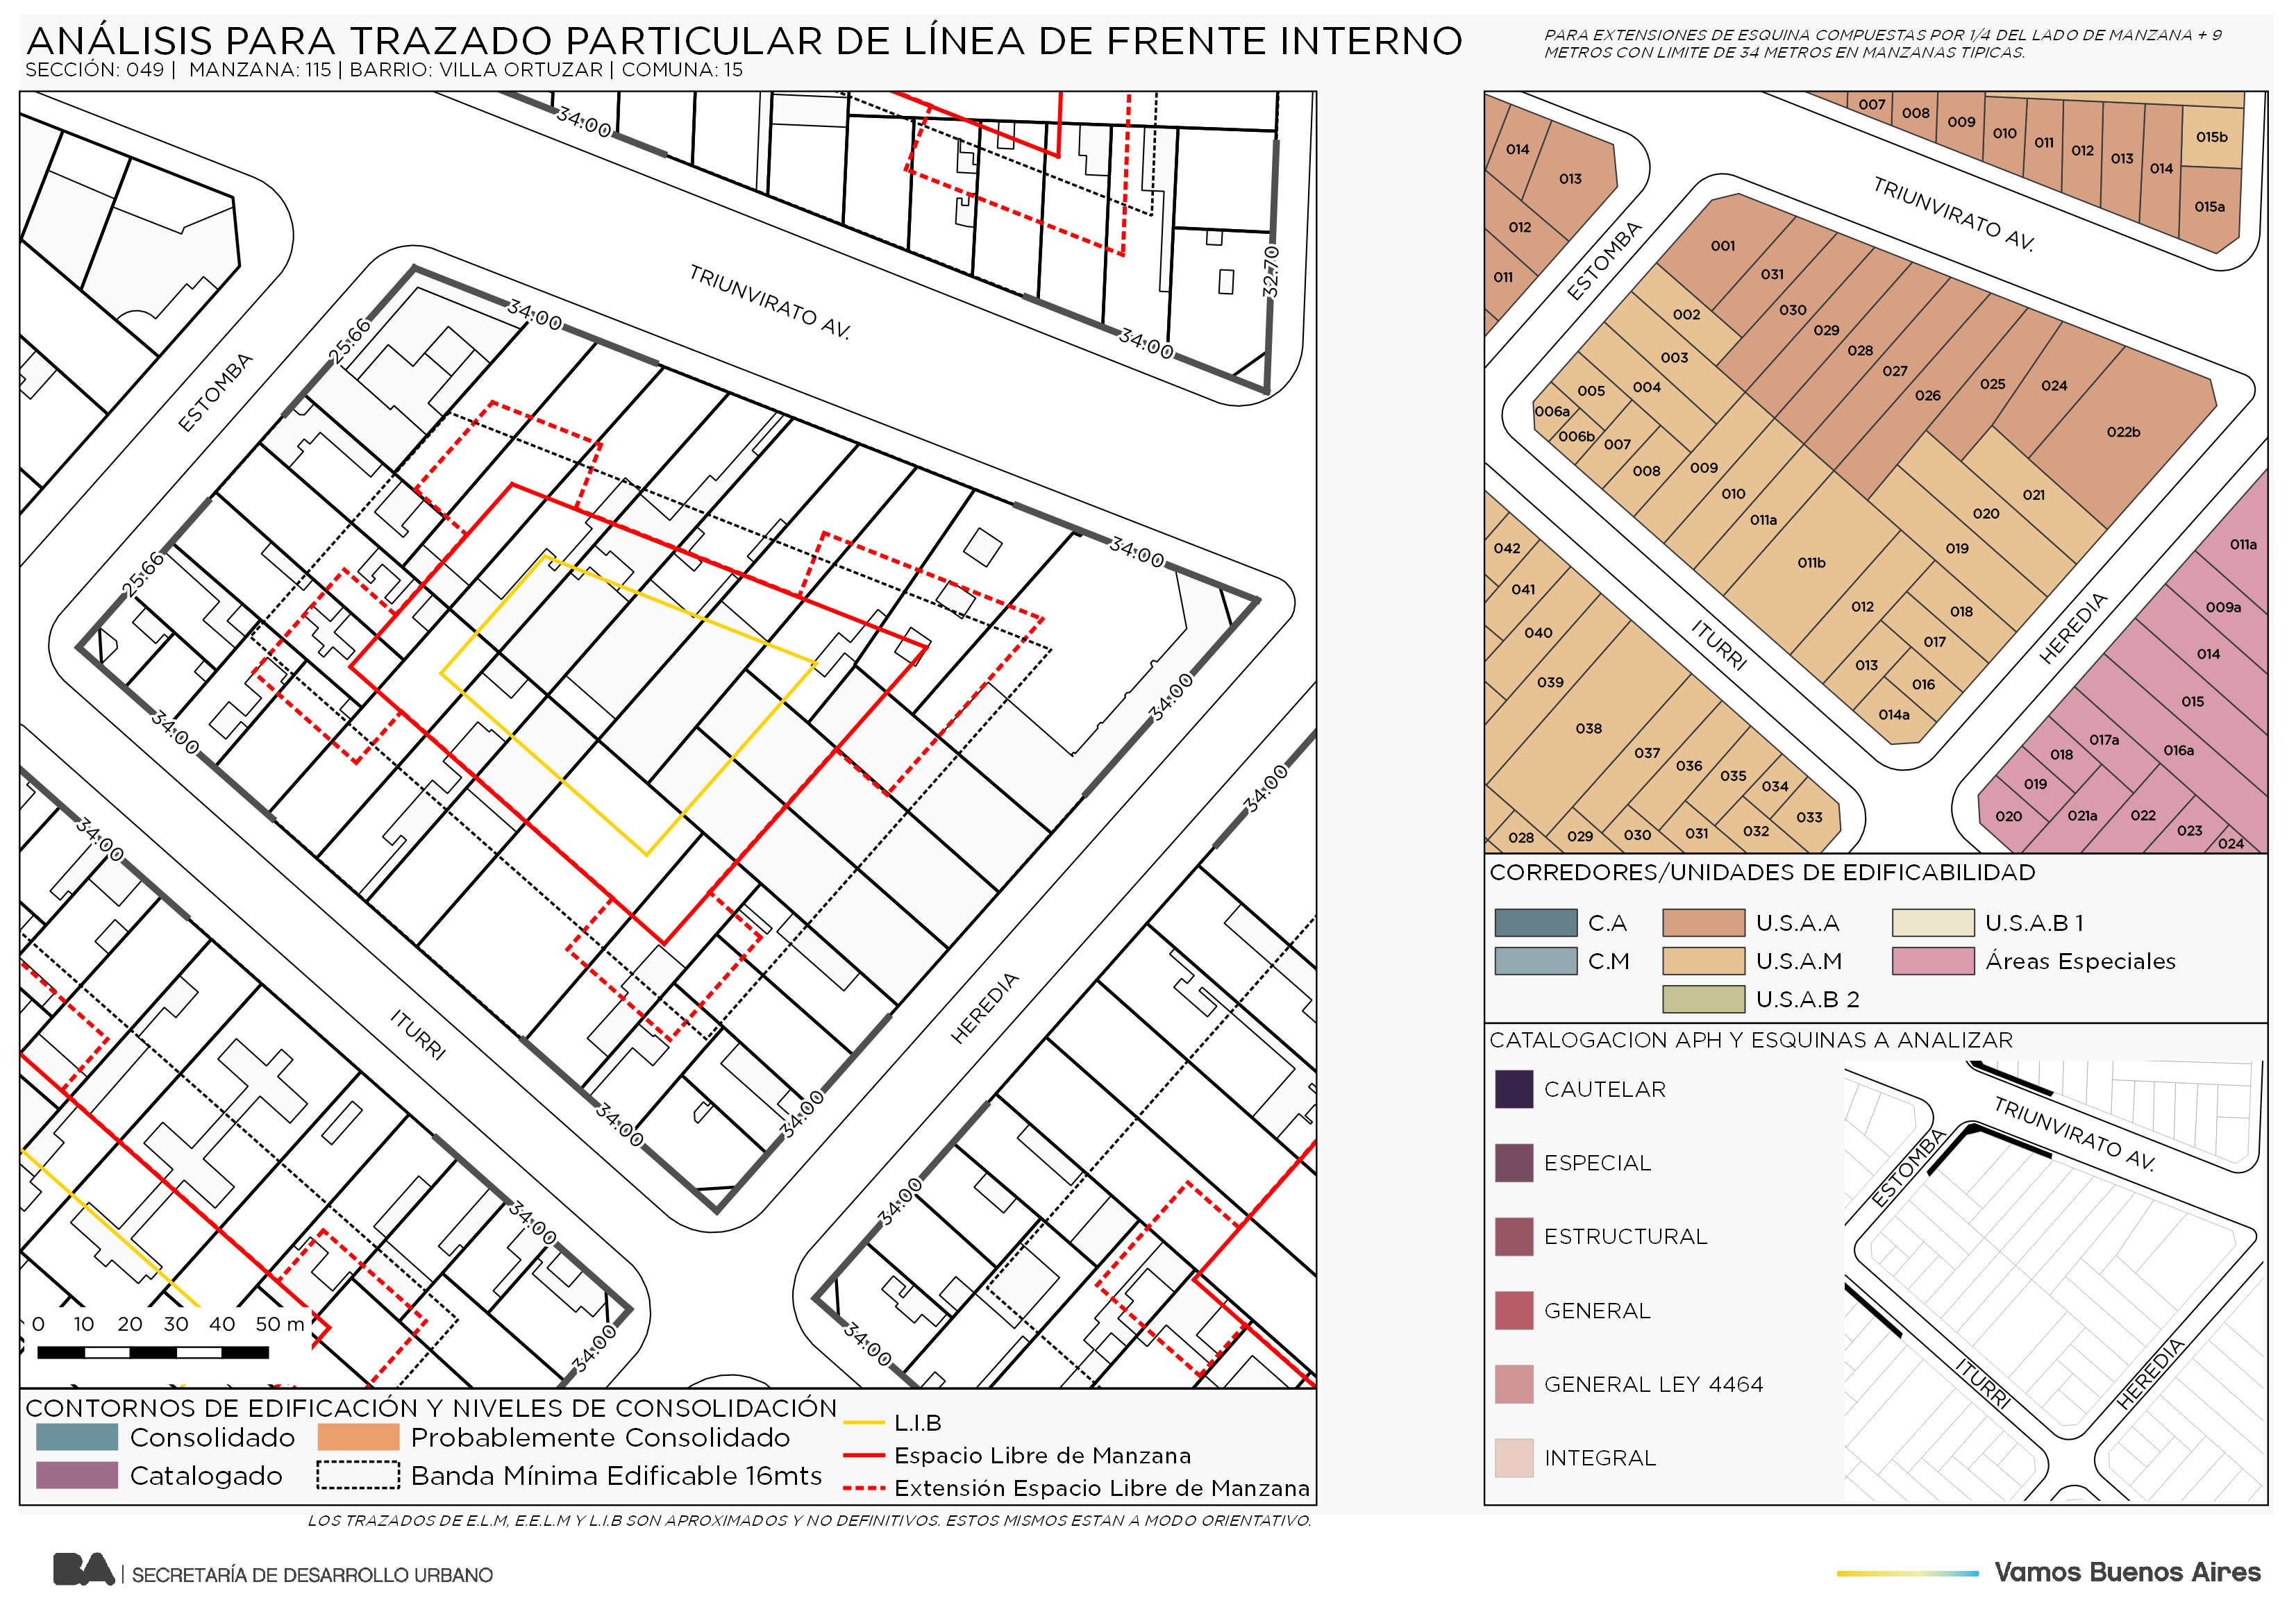 ANÁLISIS PARA TRAZADO PARTICULAR DE LÍNEA DE FRENTE INTERNO
SECCIÓN: 049 | MANZANA: 115 | BARRIO: VILLA ORTUZAR | COMUNA: 15
PARA EXTENSIONES DE ESQUINA COMPUESTAS POR 1/4 DEL LADO DE MANZANA + 9
METROS CON LIMITE DE 34 METROS EN MANZANAS TIPICAS.
34.00
32.70
34.00
TRIUNVIRATO AV.
34.00
25.66
ESTOMBA
25.66
34.00
34.00
34.00
34.00
34.00
34.00
34.00
ITURRI
HEREDIA
34.00
34.00
34.00
34.00
34.00
0 10 20 30 40 50 m
CONTORNOS DE EDIFICACIÓN Y NIVELES DE CONSOLIDACIÓN
Consolidado
Probablemente Consolidado
Catalogado
Banda Mínima Edificable 16mts
L.I.B
Espacio Libre de Manzana
Extensión Espacio Libre de Manzana
LOS TRAZADOS DE E.L.M, E.E.L.M Y L.I.B SON APROXIMADOS Y NO DEFINITIVOS. ESTOS MISMOS ESTAN A MODO ORIENTATIVO.
007
008
009
010
011
012
013
014
015b
015a
014
013
012
011
TRIUNVIRATO AV.
ESTOMBA
001
031
030
029
028
027
026
025
024
022b
002
003
004
005
006a
006b
007
008
009
010
011a
011b
021
020
019
018
017
016
012
013
014a
ITURRI
HEREDIA
042
041
040
039
038
037
036
035
034
033
028
029
030
031
032
011a
009a
014
015
016a
017a
018
019
020
021a
022
023
024
CORREDORES/UNIDADES DE EDIFICABILIDAD
C.A
U.S.A.A
U.S.A.B 1
C.M
U.S.A.M
Áreas Especiales
U.S.A.B 2
CATALOGACION APH Y ESQUINAS A ANALIZAR
CAUTELAR
ESPECIAL
ESTRUCTURAL
GENERAL
GENERAL LEY 4464
INTEGRAL
TRIUNVIRATO AV.
ESTOMBA
ITURRI
HEREDIA
BA | SECRETARÍA DE DESARROLLO URBANO
Vamos Buenos Aires